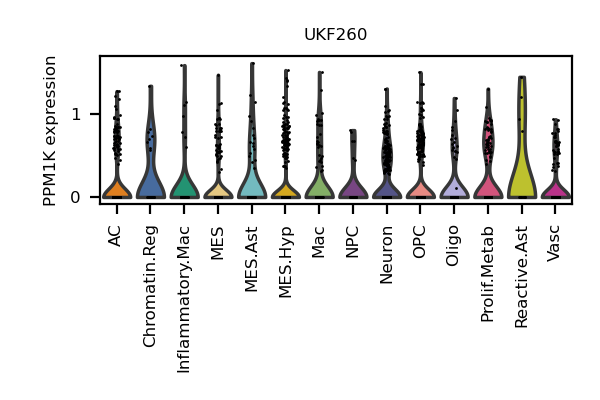 UKF260
PPM1K expression
1
0
AC
Chromatin.Reg
Inflammatory.Mac
MES
MES.Ast
MES.Hyp
Mac
NPC
Neuron
OPC
Oligo
Prolif.Metab
Reactive.Ast
Vasc